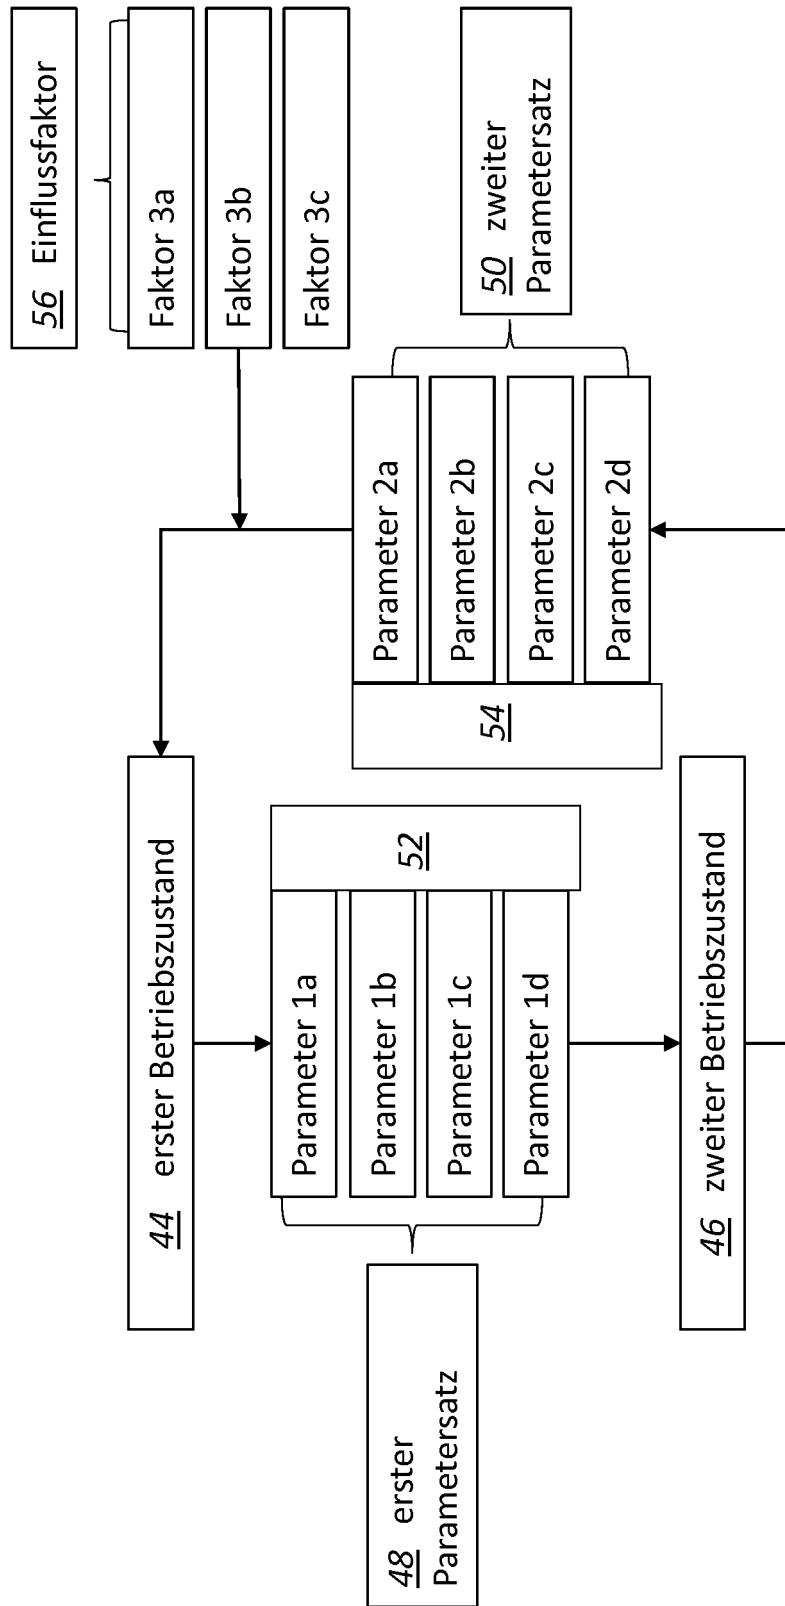 56 Einflussfaktor
Faktor 3a
Faktor 3b
Faktor 3c
44 erster Betriebszustand
48 erster
Parametersatz
Parameter 1a
Parameter 1b
Parameter 1c
Parameter 1d
52
54
Parameter 2a
Parameter 2b
Parameter 2c
Parameter 2d
50 zweiter
Parametersatz
46 zweiter Betriebszustand